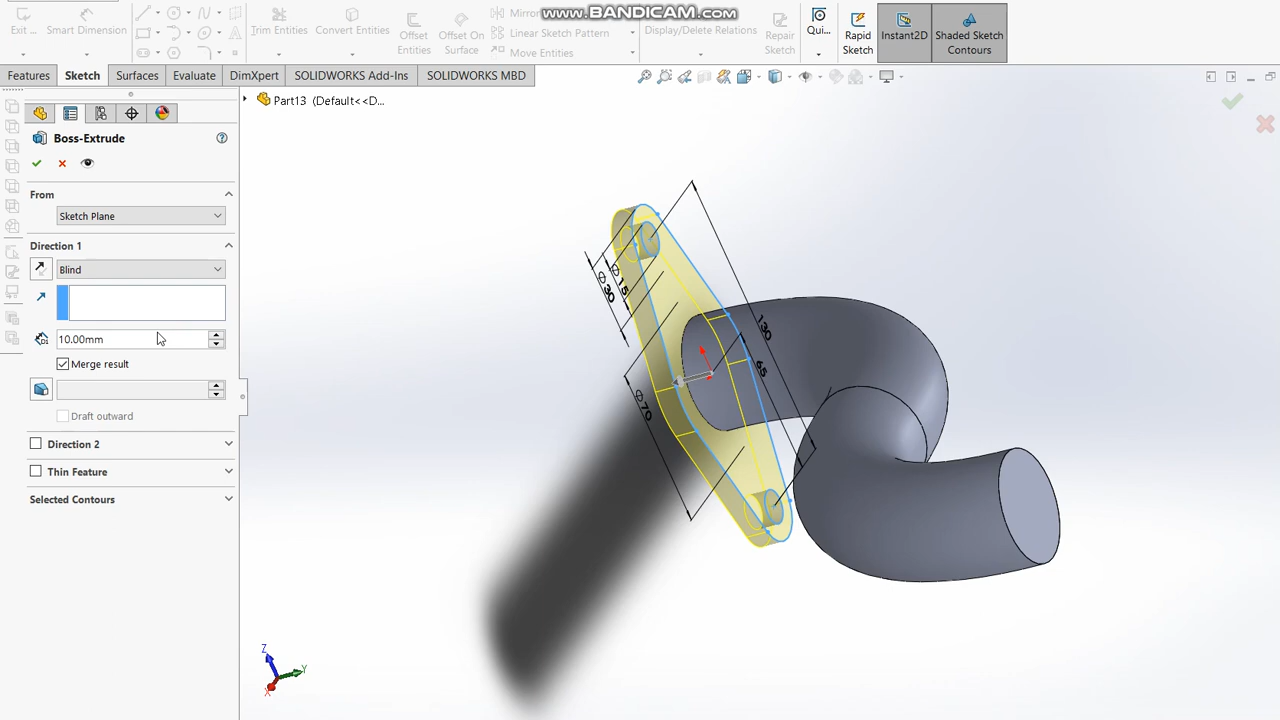 www.BANDICAM.com
Exit ...
Smart Dimension
Trim Entities
Convert Entities
Offset Entities
Offset On Surface
Mirror
Linear Sketch Pattern
Move Entities
Display/Delete Relations
Repair Sketch
Qui...
Rapid Sketch
Instant2D
Shaded Sketch Contours
Features
Sketch
Surfaces
Evaluate
DimXpert
SOLIDWORKS Add-Ins
SOLIDWORKS MBD
Part13 (Default<<D...
Boss-Extrude
From
Sketch Plane
Direction 1
Blind
10.00mm
Merge result
Draft outward
Direction 2
Thin Feature
Selected Contours
Ø30
Ø15
130
65
Ø70
Z
Y
X